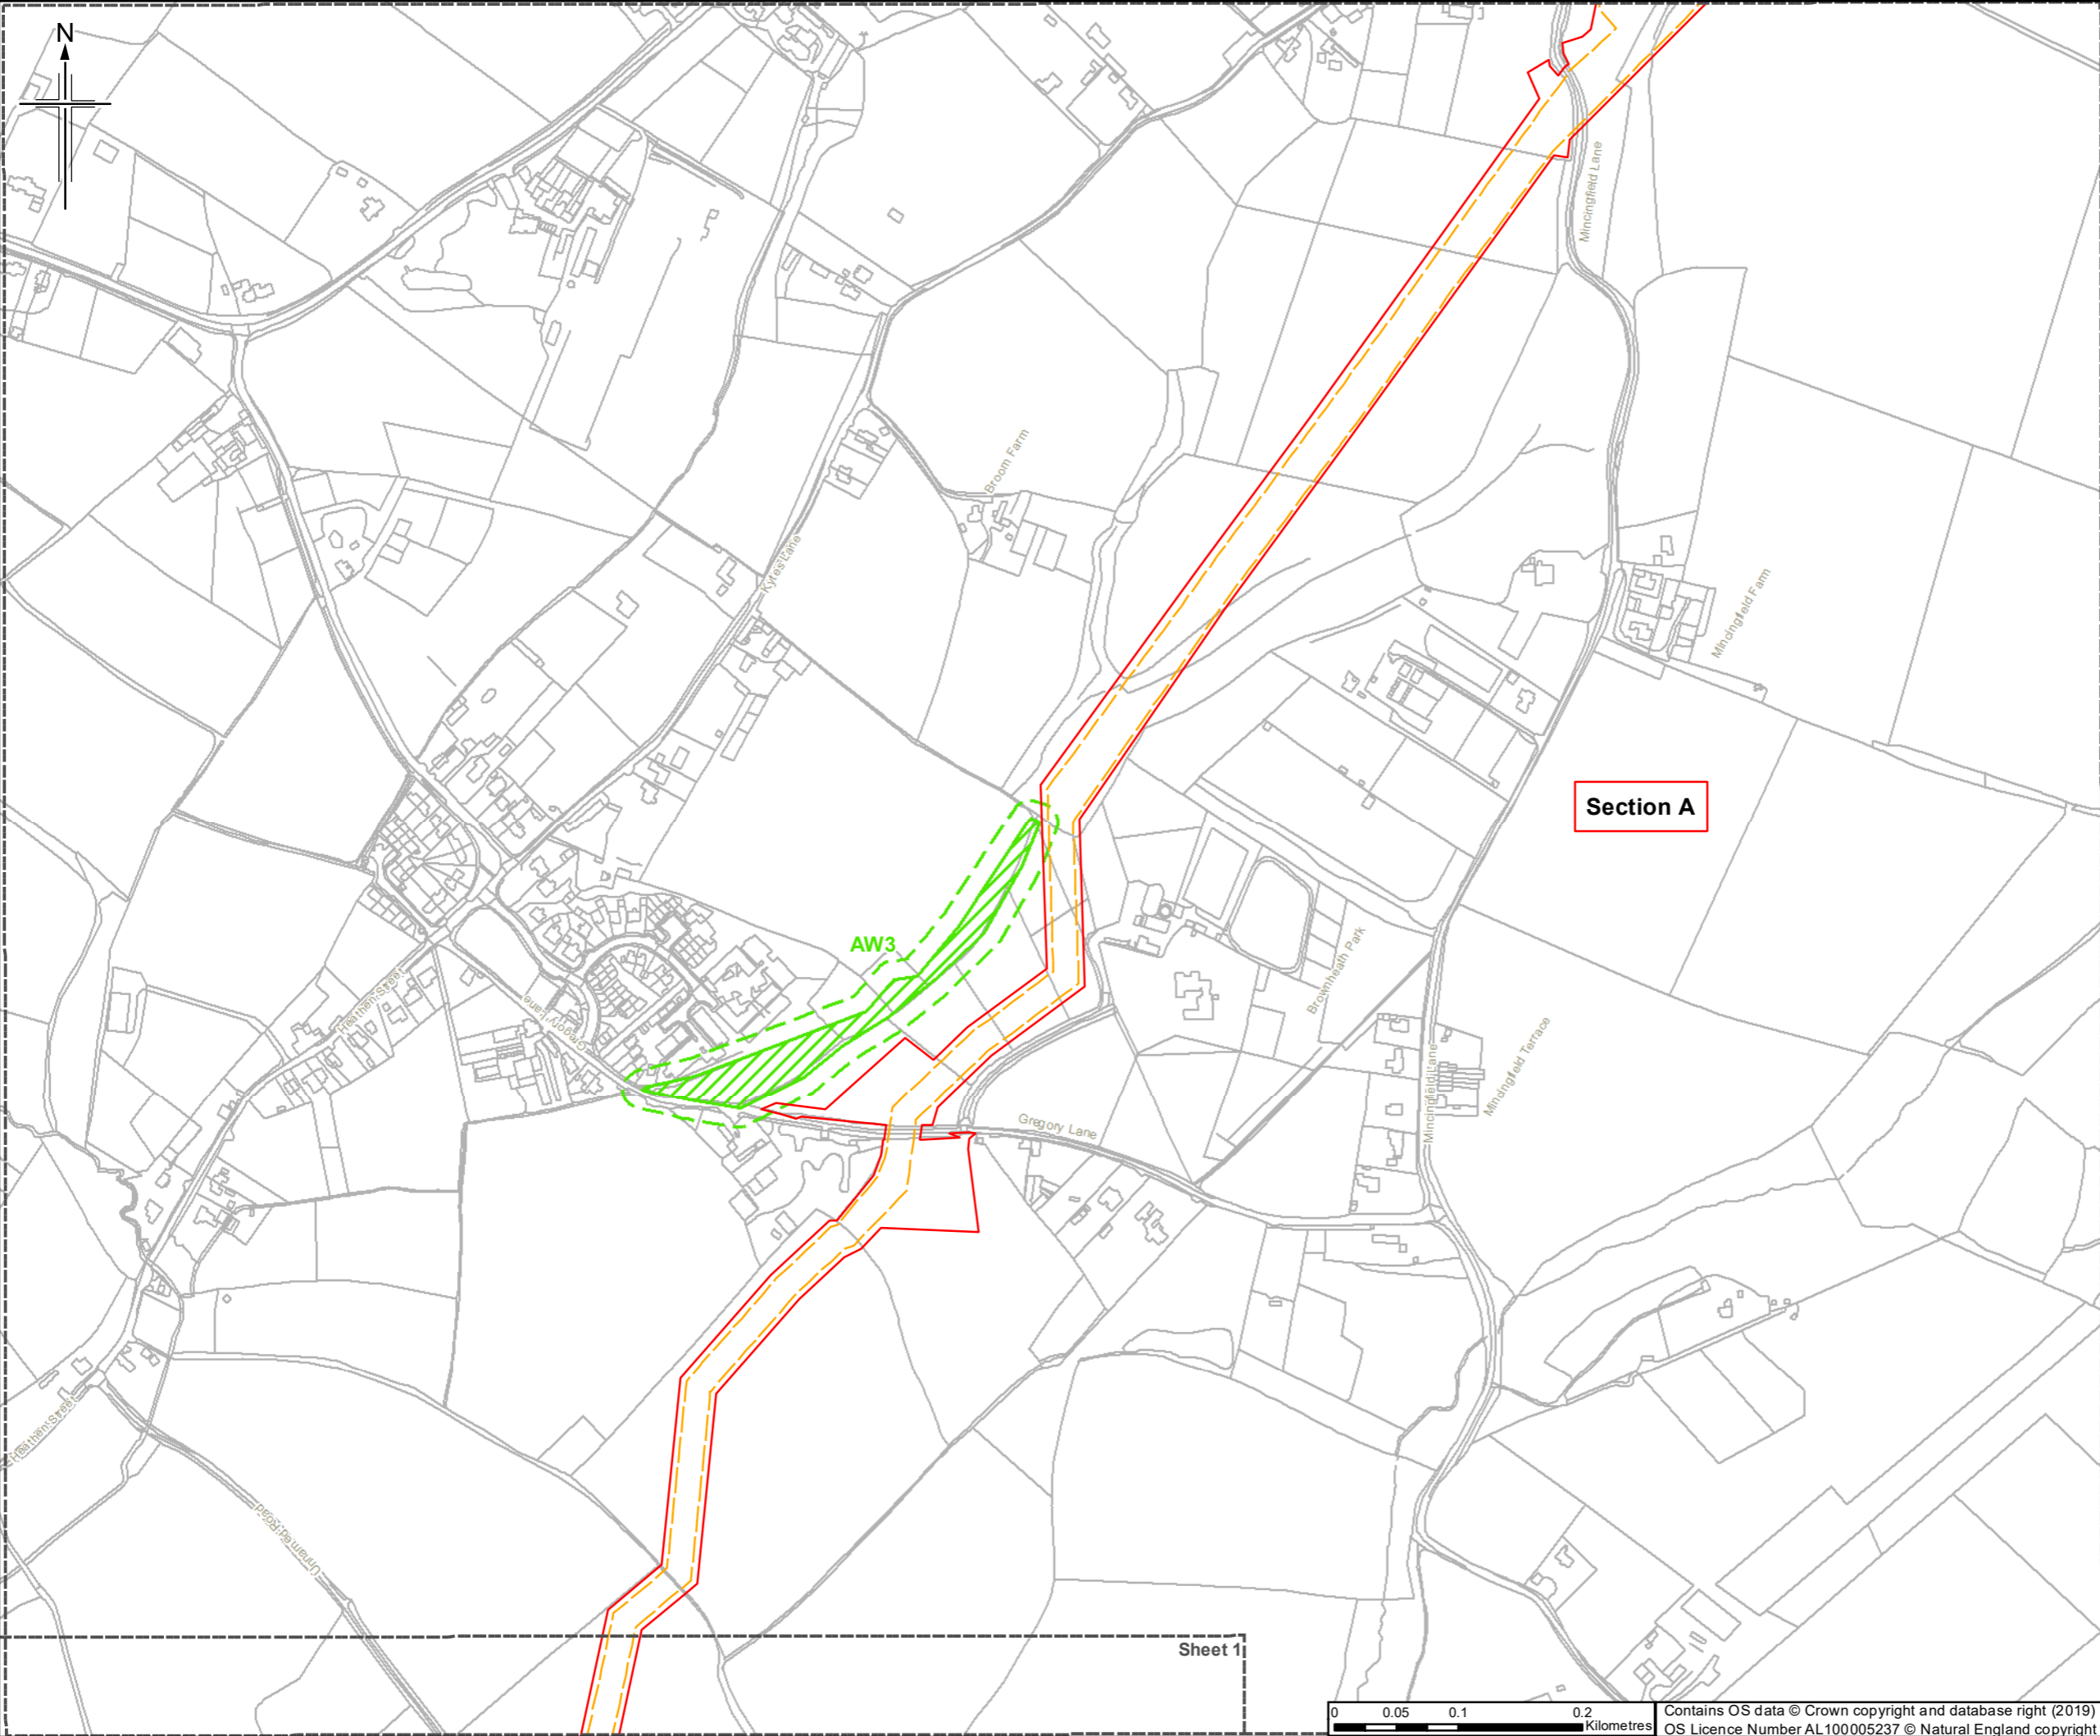 N
Mincingfield Lane
Broom Farm
Kytes Lane
Mincingfield Farm
Section A
AW3
Heathen Street
Gregory Lane
Brownheath Park
Mincingfield Terrace
Mincingfield Lane
Gregory Lane
Heathen Street
Unnamed Road
Sheet 1
0 0.05 0.1 0.2
Kilometres
Contains OS data © Crown copyright and database right (2019)
OS Licence Number AL100005237 © Natural England copyright